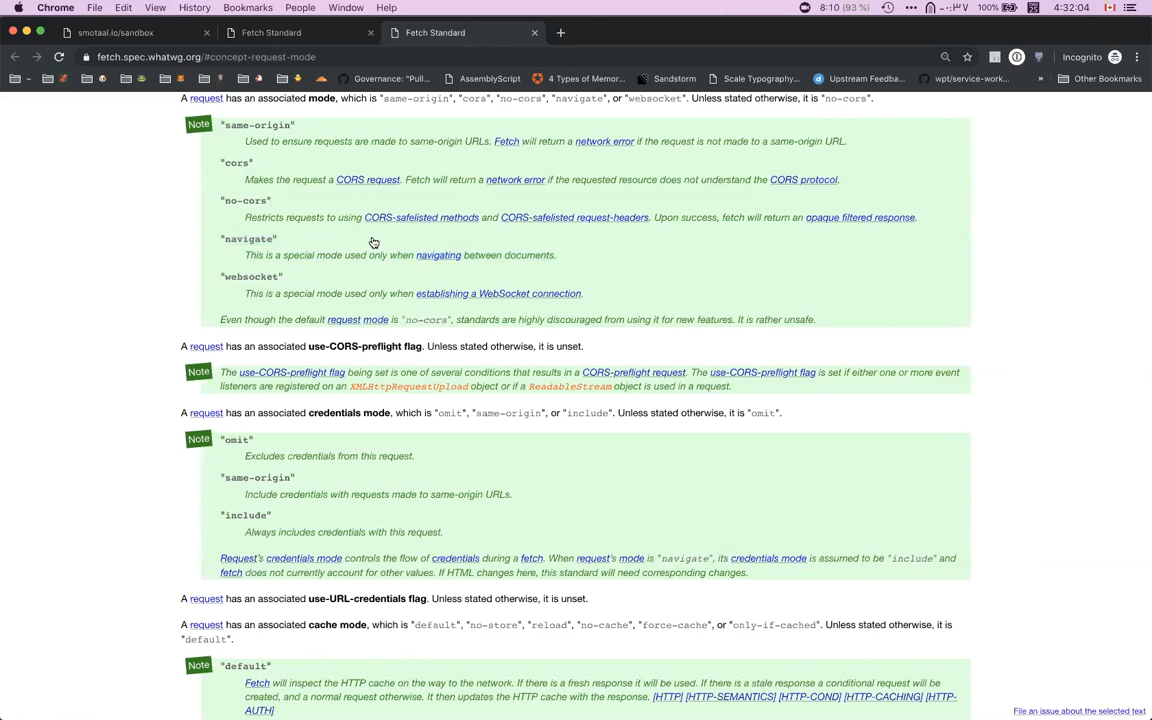 Chrome File Edit View History Bookmarks People Window Help 8:10 (93 %) 100% 4:32:04
smotaal.io/sandbox × Fetch Standard × Fetch Standard × +
fetch.spec.whatwg.org/#concept-request-mode Incognito
Governance: "Pull... AssemblyScript 4 Types of Memor... Sandstorm Scale Typography... Upstream Feedba... wpt/service-work... » Other Bookmarks
A request has an associated mode, which is "same-origin", "cors", "no-cors", "navigate", or "websocket". Unless stated otherwise, it is "no-cors".
Note "same-origin"
Used to ensure requests are made to same-origin URLs. Fetch will return a network error if the request is not made to a same-origin URL.
"cors"
Makes the request a CORS request. Fetch will return a network error if the requested resource does not understand the CORS protocol.
"no-cors"
Restricts requests to using CORS-safelisted methods and CORS-safelisted request-headers. Upon success, fetch will return an opaque filtered response.
"navigate"
This is a special mode used only when navigating between documents.
"websocket"
This is a special mode used only when establishing a WebSocket connection.
Even though the default request mode is "no-cors", standards are highly discouraged from using it for new features. It is rather unsafe.
A request has an associated use-CORS-preflight flag. Unless stated otherwise, it is unset.
Note The use-CORS-preflight flag being set is one of several conditions that results in a CORS-preflight request. The use-CORS-preflight flag is set if either one or more event
listeners are registered on an XMLHttpRequestUpload object or if a ReadableStream object is used in a request.
A request has an associated credentials mode, which is "omit", "same-origin", or "include". Unless stated otherwise, it is "omit".
Note "omit"
Excludes credentials from this request.
"same-origin"
Include credentials with requests made to same-origin URLs.
"include"
Always includes credentials with this request.
Request's credentials mode controls the flow of credentials during a fetch. When request's mode is "navigate", its credentials mode is assumed to be "include" and
fetch does not currently account for other values. If HTML changes here, this standard will need corresponding changes.
A request has an associated use-URL-credentials flag. Unless stated otherwise, it is unset.
A request has an associated cache mode, which is "default", "no-store", "reload", "no-cache", "force-cache", or "only-if-cached". Unless stated otherwise, it is
"default".
Note "default"
Fetch will inspect the HTTP cache on the way to the network. If there is a fresh response it will be used. If there is a stale response a conditional request will be
created, and a normal request otherwise. It then updates the HTTP cache with the response. [HTTP] [HTTP-SEMANTICS] [HTTP-COND] [HTTP-CACHING] [HTTP-
AUTH]
File an issue about the selected text